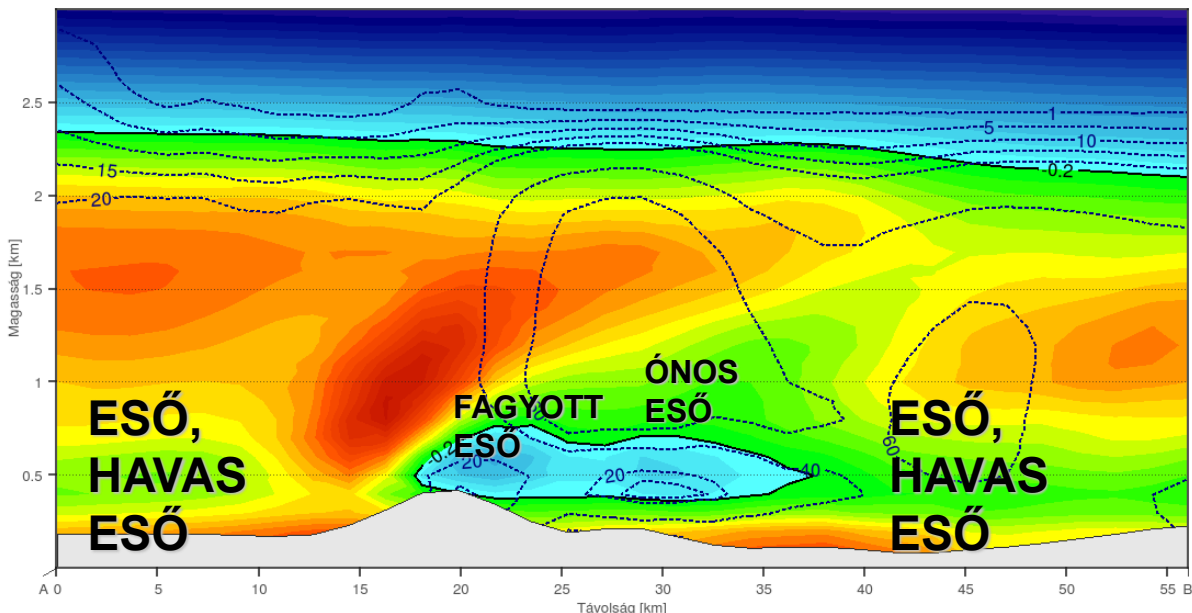 2.5
1
5
10
-0.2
15
2
20
Magasság [km]
1.5
ÓNOS
ESŐ
1
FAGYOTT
ESŐ
ESŐ,
HAVAS
ESŐ
ESŐ,
HAVAS
ESŐ
60
0.2
20
20
40
0.5
A 0 5 10 15 20 25 30 35 40 45 50 55 B
Távolság [km]